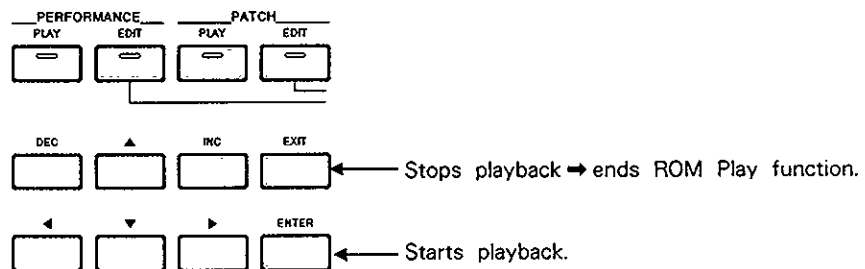 PERFORMANCE PATCH
PLAY EDIT PLAY EDIT
DEC ▲ INC EXIT
Stops playback ➡ ends ROM Play function.
◀ ▼ ▶ ENTER
Starts playback.